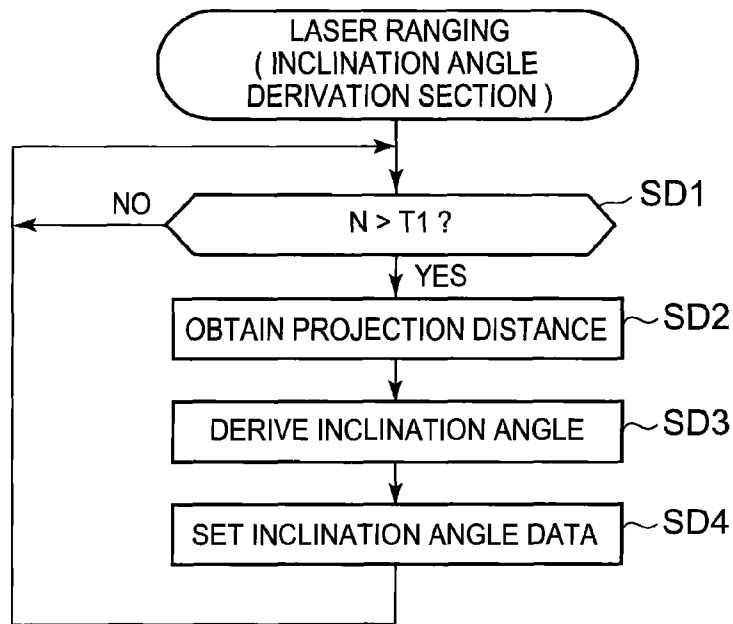 LASER RANGING
( INCLINATION ANGLE
DERIVATION SECTION )
NO
N > T1 ?
SD1
YES
OBTAIN PROJECTION DISTANCE
SD2
DERIVE INCLINATION ANGLE
SD3
SET INCLINATION ANGLE DATA
SD4